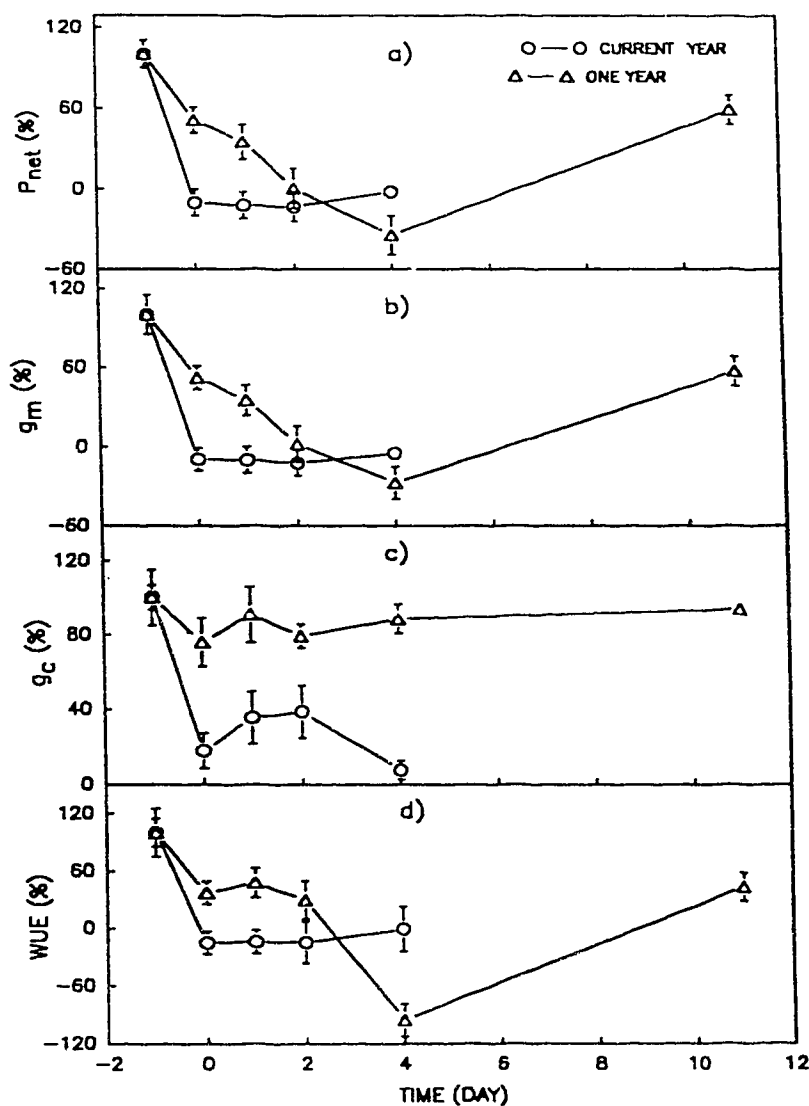 120
60
0
−60
P_net (%)
a)
CURRENT YEAR
ONE YEAR
120
60
0
−60
g_m (%)
b)
120
80
40
0
g_c (%)
c)
120
60
0
−60
−120
WUE (%)
d)
−2 0 2 4 6 8 10 12
TIME (DAY)